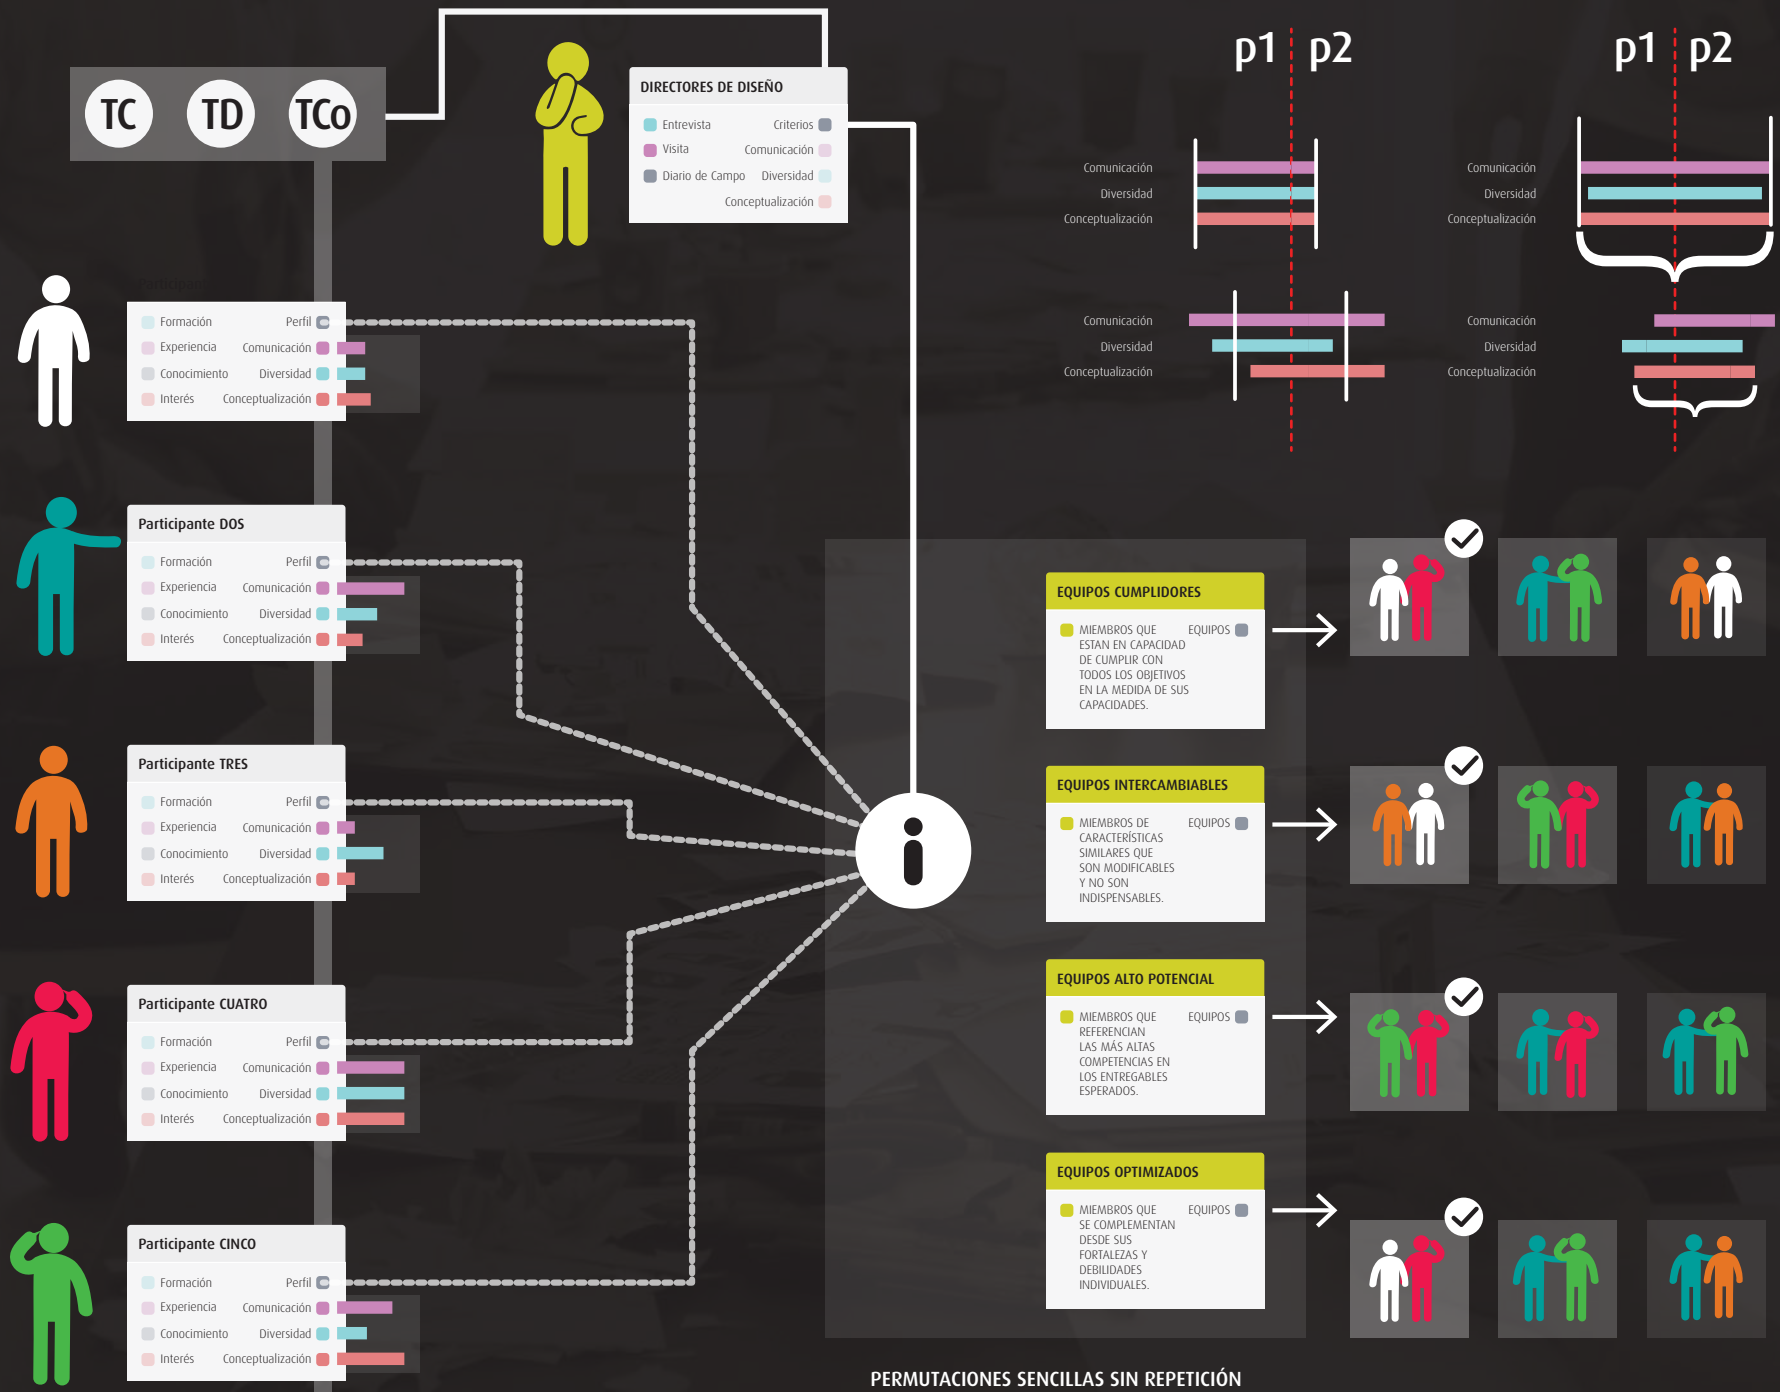 TC TD TCo
DIRECTORES DE DISEÑO
Entrevista Criterios
Visita Comunicación
Diario de Campo Diversidad
Conceptualización
p1 p2
Comunicación
Diversidad
Conceptualización
Comunicación
Diversidad
Conceptualización
p1 p2
Comunicación
Diversidad
Conceptualización
Comunicación
Diversidad
Conceptualización
Participante
Formación Perfil
Experiencia Comunicación
Conocimiento Diversidad
Interés Conceptualización
Participante DOS
Formación Perfil
Experiencia Comunicación
Conocimiento Diversidad
Interés Conceptualización
Participante TRES
Formación Perfil
Experiencia Comunicación
Conocimiento Diversidad
Interés Conceptualización
Participante CUATRO
Formación Perfil
Experiencia Comunicación
Conocimiento Diversidad
Interés Conceptualización
Participante CINCO
Formación Perfil
Experiencia Comunicación
Conocimiento Diversidad
Interés Conceptualización
i
EQUIPOS CUMPLIDORES
MIEMBROS QUE EQUIPOS
ESTAN EN CAPACIDAD
DE CUMPLIR CON
TODOS LOS OBJETIVOS
EN LA MEDIDA DE SUS
CAPACIDADES.
EQUIPOS INTERCAMBIABLES
MIEMBROS DE EQUIPOS
CARACTERÍSTICAS
SIMILARES QUE
SON MODIFICABLES
Y NO SON
INDISPENSABLES.
EQUIPOS ALTO POTENCIAL
MIEMBROS QUE EQUIPOS
REFERENCIAN
LAS MÁS ALTAS
COMPETENCIAS EN
LOS ENTREGABLES
ESPERADOS.
EQUIPOS OPTIMIZADOS
MIEMBROS QUE EQUIPOS
SE COMPLEMENTAN
DESDE SUS
FORTALEZAS Y
DEBILIDADES
INDIVIDUALES.
PERMUTACIONES SENCILLAS SIN REPETICIÓN